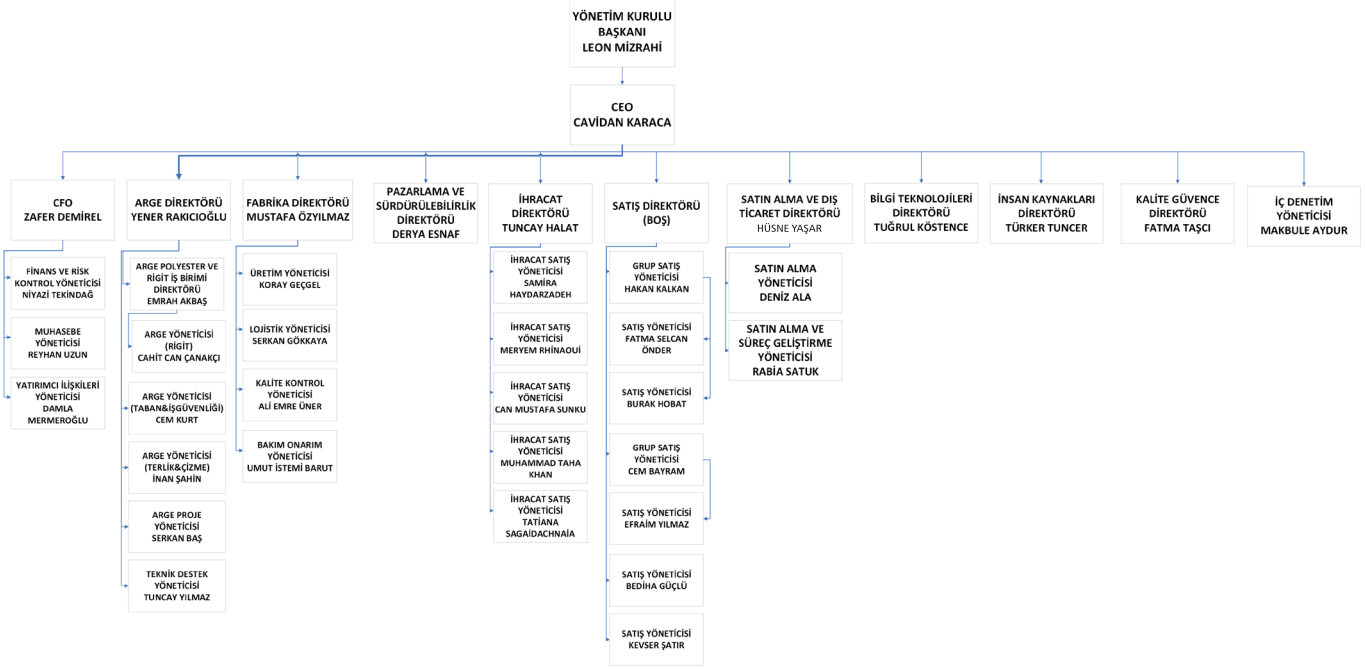 YÖNETİM KURULU
BAŞKANI
LEON MİZRAHİ
CEO
CAVİDAN KARACA
CFO
ZAFER DEMİREL
ARGE DİREKTÖRÜ
YENER RAKICIOĞLU
FABRİKA DİREKTÖRÜ
MUSTAFA ÖZYILMAZ
PAZARLAMA VE
SÜRDÜRÜLEBİLİRLİK
DİREKTÖRÜ
DERYA ESNAF
İHRACAT
DİREKTÖRÜ
TUNCAY HALAT
SATIŞ DİREKTÖRÜ
(BOŞ)
SATIN ALMA VE DIŞ
TİCARET DİREKTÖRÜ
HÜSNE YAŞAR
BİLGİ TEKNOLOJİLERİ
DİREKTÖRÜ
TUĞRUL KÖSTENCE
İNSAN KAYNAKLARI
DİREKTÖRÜ
TÜRKER TUNCER
KALİTE GÜVENCE
DİREKTÖRÜ
FATMA TAŞCI
İÇ DENETİM
YÖNETİCİSİ
MAKBULE AYDUR
FİNANS VE RİSK
KONTROL YÖNETİCİSİ
NİYAZİ TEKİNDAĞ
MUHASEBE
YÖNETİCİSİ
REYHAN UZUN
YATIRIMCI İLİŞKİLERİ
YÖNETİCİSİ
DAMLA
MERMEROĞLU
ARGE POLYESTER VE
RİGİT İŞ BİRİMİ
DİREKTÖRÜ
EMRAH AKBAŞ
ARGE YÖNETİCİSİ
(RİGİT)
CAHİT CAN ÇANAKÇI
ARGE YÖNETİCİSİ
(TABAN&İŞGÜVENLİĞİ)
CEM KURT
ARGE YÖNETİCİSİ
(TERLİK&ÇİZME)
İNAN ŞAHİN
ARGE PROJE
YÖNETİCİSİ
SERKAN BAŞ
TEKNİK DESTEK
YÖNETİCİSİ
TUNCAY YILMAZ
ÜRETİM YÖNETİCİSİ
KORAY GEÇGEL
LOJİSTİK YÖNETİCİSİ
SERKAN GÖKKAYA
KALİTE KONTROL
YÖNETİCİSİ
ALİ EMRE ÜNER
BAKIM ONARIM
YÖNETİCİSİ
UMUT İSTEMİ BARUT
İHRACAT SATIŞ
YÖNETİCİSİ
SAMİRA
HAYDARZADEH
İHRACAT SATIŞ
YÖNETİCİSİ
MERYEM RHİNAOUİ
İHRACAT SATIŞ
YÖNETİCİSİ
CAN MUSTAFA SUNKU
İHRACAT SATIŞ
YÖNETİCİSİ
MUHAMMAD TAHA
KHAN
İHRACAT SATIŞ
YÖNETİCİSİ
TATİANA
SAGAİDACHNAİA
GRUP SATIŞ
YÖNETİCİSİ
HAKAN KALKAN
SATIŞ YÖNETİCİSİ
FATMA SELCAN
ÖNDER
SATIŞ YÖNETİCİSİ
BURAK HOBAT
GRUP SATIŞ
YÖNETİCİSİ
CEM BAYRAM
SATIŞ YÖNETİCİSİ
EFRAİM YILMAZ
SATIŞ YÖNETİCİSİ
BEDİHA GÜÇLÜ
SATIŞ YÖNETİCİSİ
KEVSER ŞATIR
SATIN ALMA
YÖNETİCİSİ
DENİZ ALA
SATIN ALMA VE
SÜREÇ GELİŞTİRME
YÖNETİCİSİ
RABİA SATUK